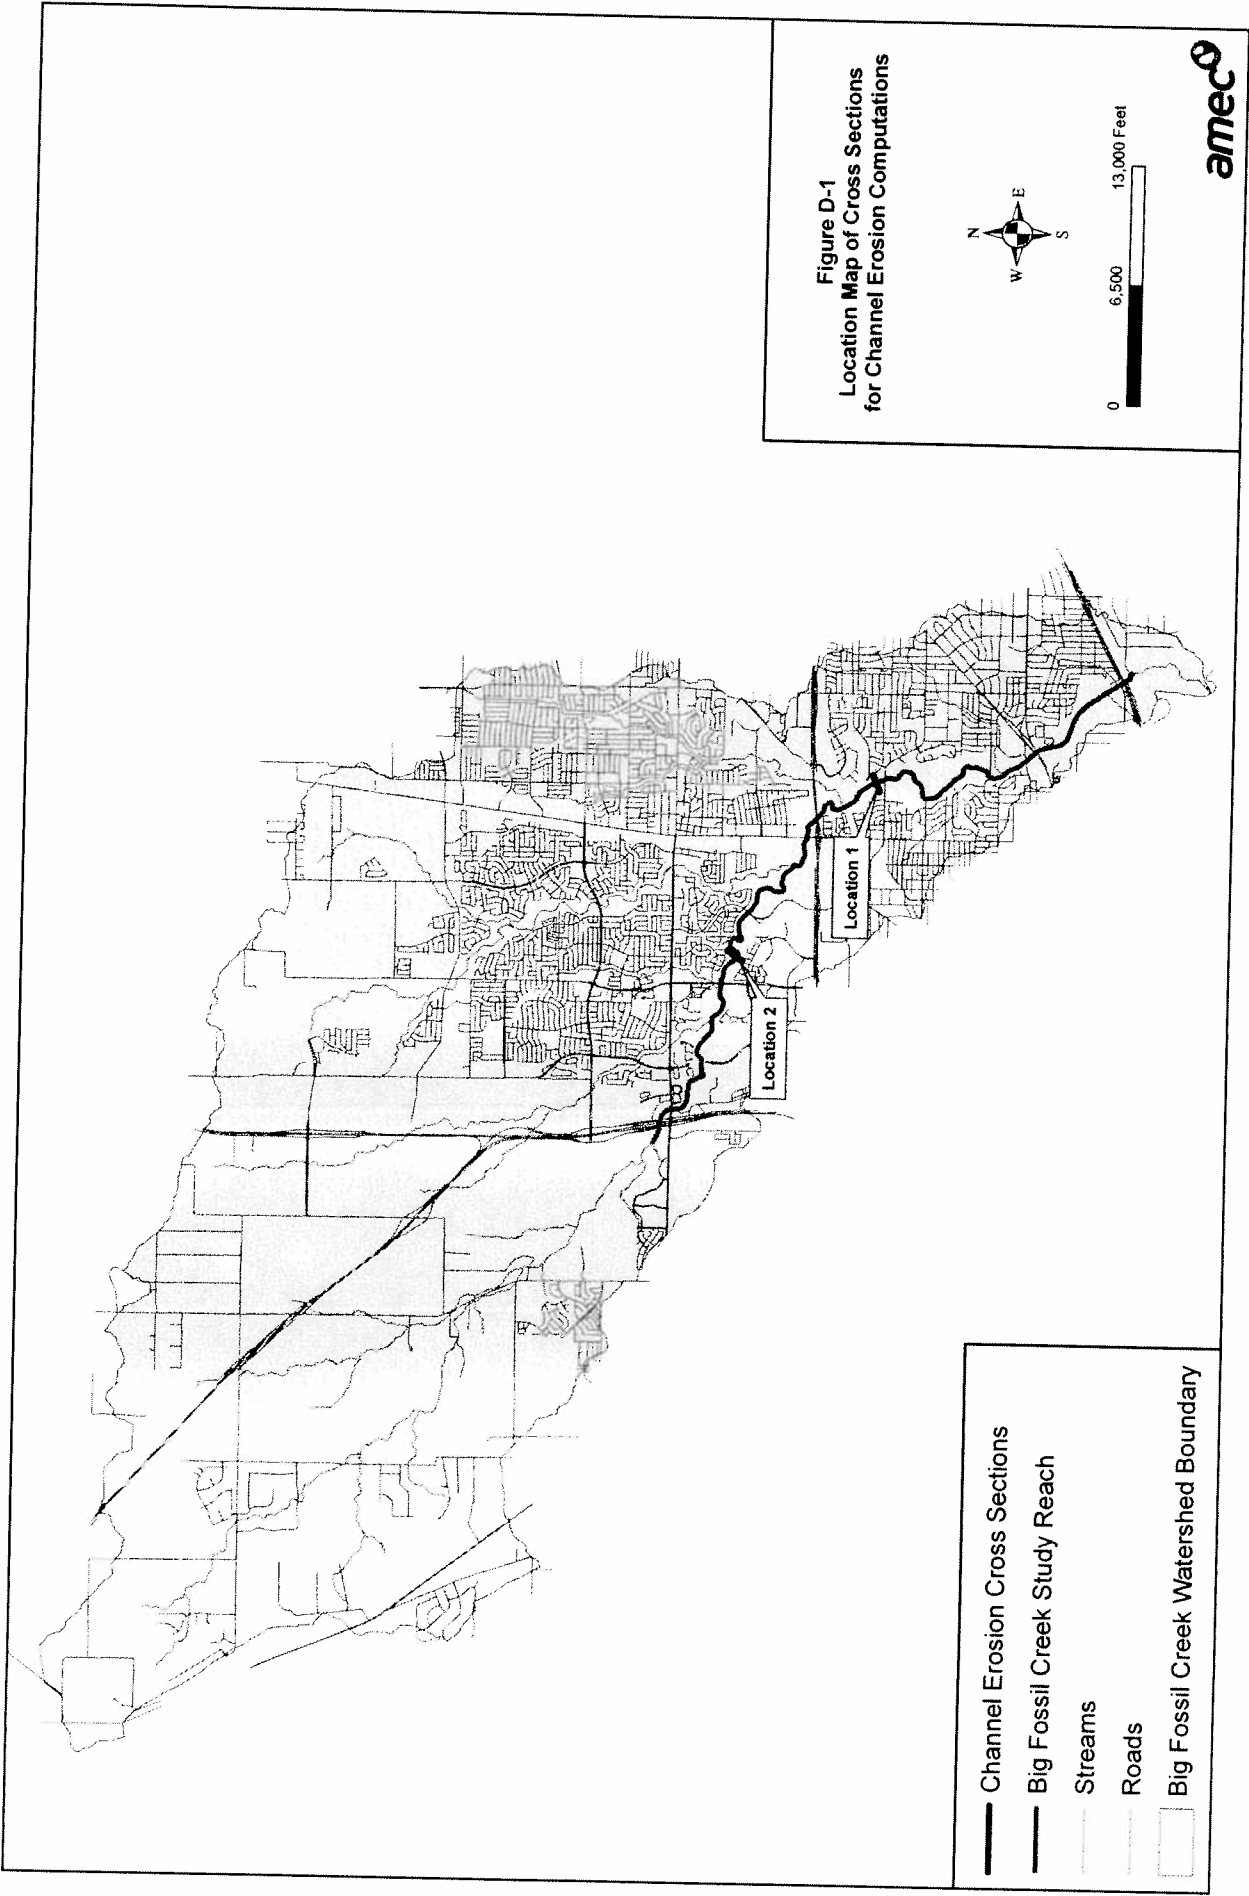 Figure D-1
Location Map of Cross Sections
for Channel Erosion Computations
N
W
E
S
0
6,500
13,000 Feet
amec
Location 1
Location 2
Channel Erosion Cross Sections
Big Fossil Creek Study Reach
Streams
Roads
Big Fossil Creek Watershed Boundary